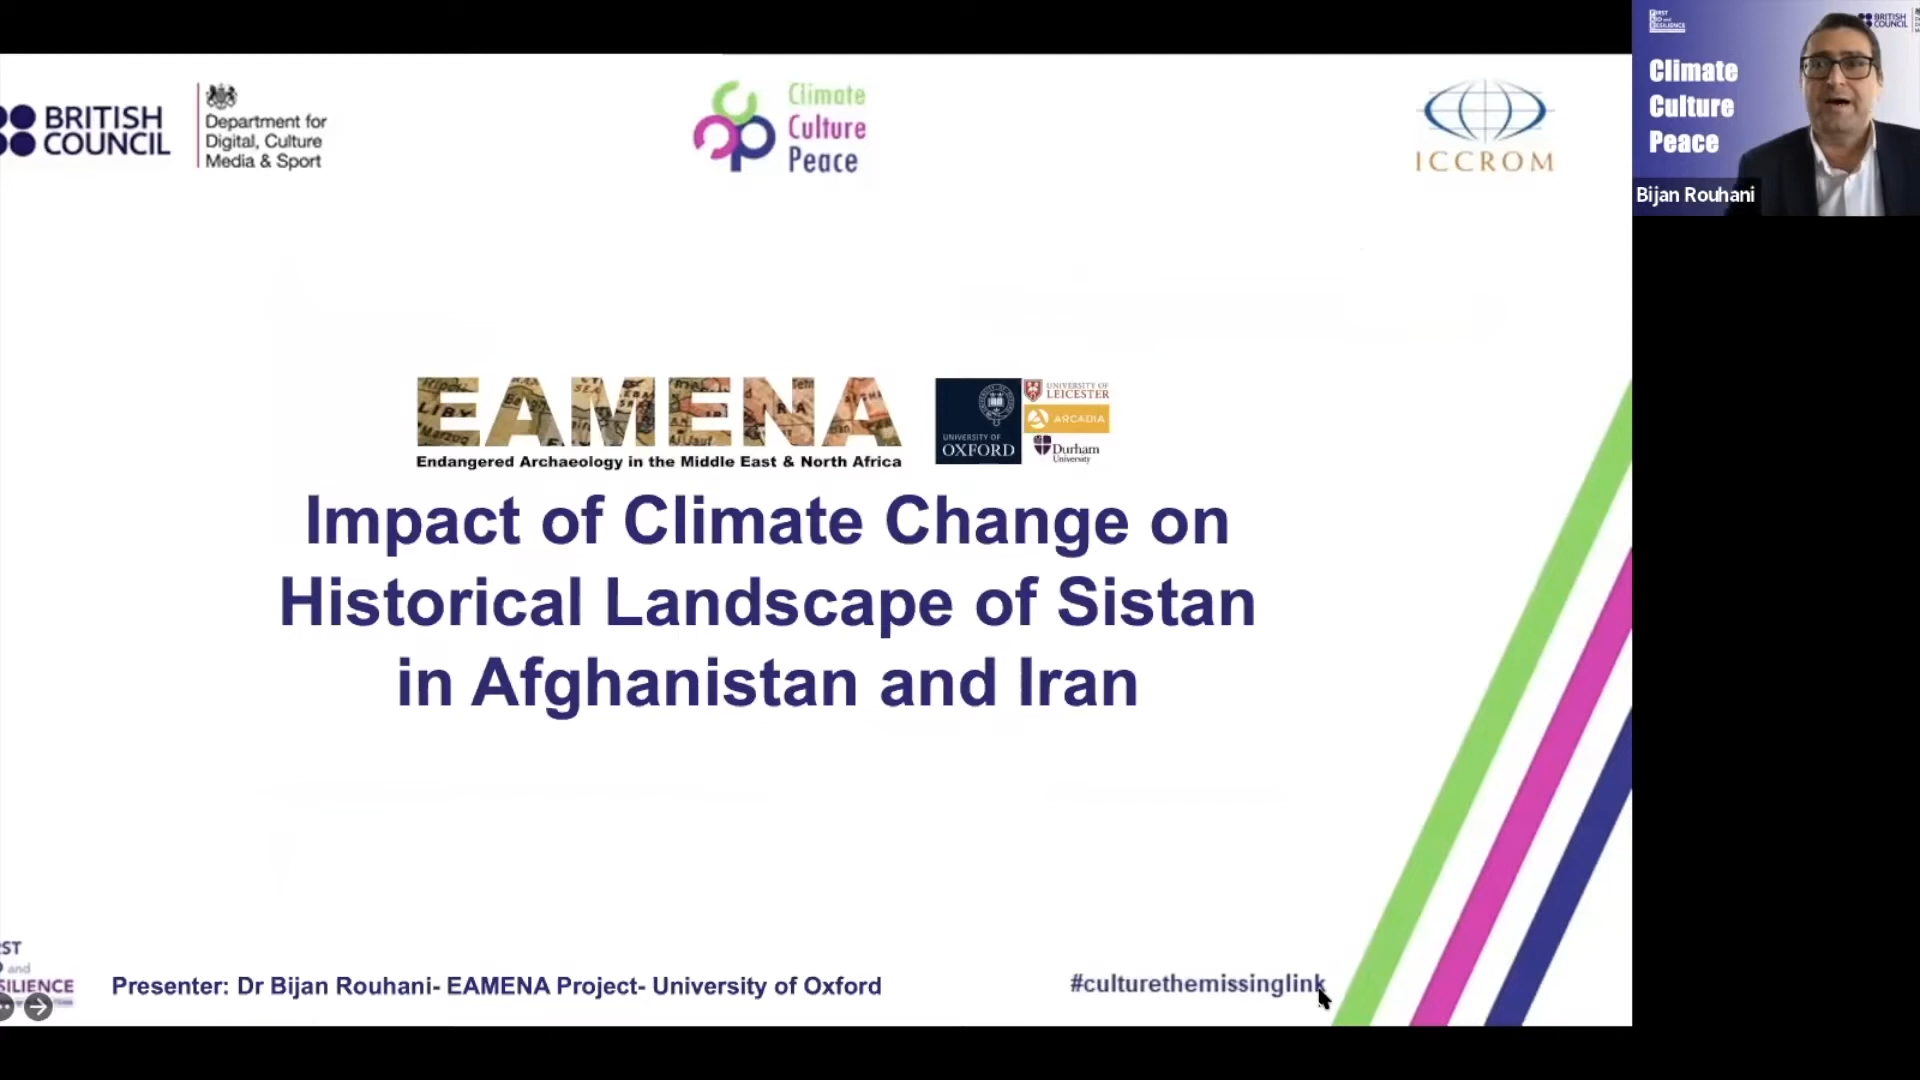 BRITISH
COUNCIL
Department for
Digital, Culture
Media & Sport
Climate
Culture
Peace
ICCROM
BRITISH
COUNCIL
Climate
Culture
Peace
Bijan Rouhani
EAMENA
Endangered Archaeology in the Middle East & North Africa
UNIVERSITY OF
OXFORD
UNIVERSITY OF
LEICESTER
ARCADIA
Durham
University
Impact of Climate Change on
Historical Landscape of Sistan
in Afghanistan and Iran
and
Presenter: Dr Bijan Rouhani- EAMENA Project- University of Oxford
#culturethemissinglink